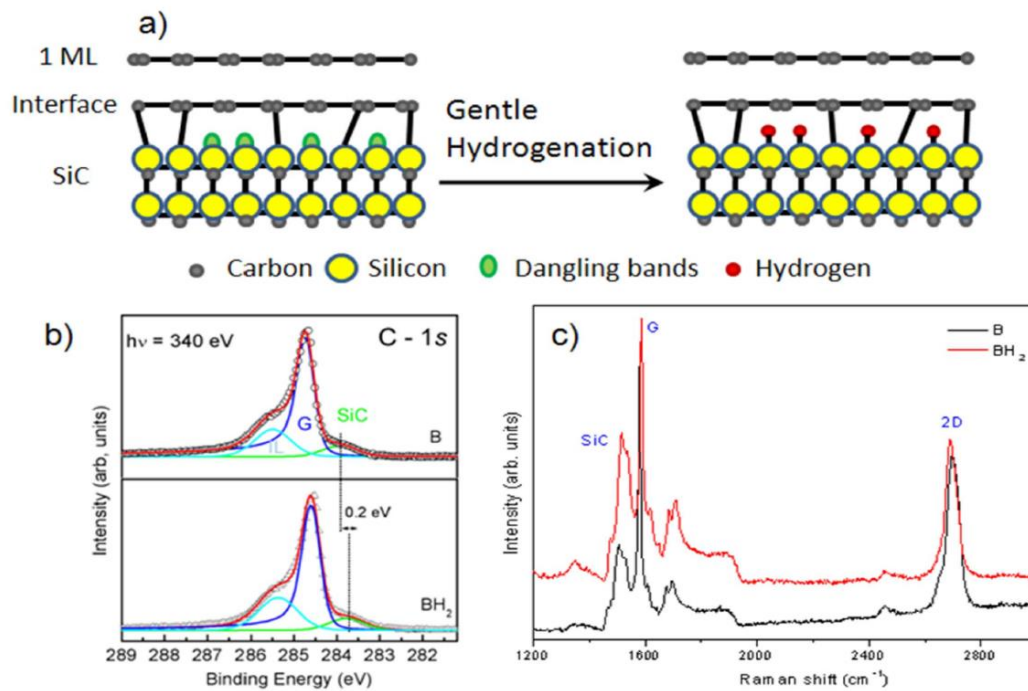 a)
1 ML
Interface
SiC
Gentle
Hydrogenation
Carbon
Silicon
Dangling bands
Hydrogen
b)
hν = 340 eV
C - 1s
SiC
G
IL
B
0.2 eV
BH2
Intensity (arb, units)
289 288 287 286 285 284 283 282
Binding Energy (eV)
c)
G
B
BH2
SiC
2D
Intensity (arb. units)
1200 1600 2000 2400 2800
Raman shift (cm⁻¹)